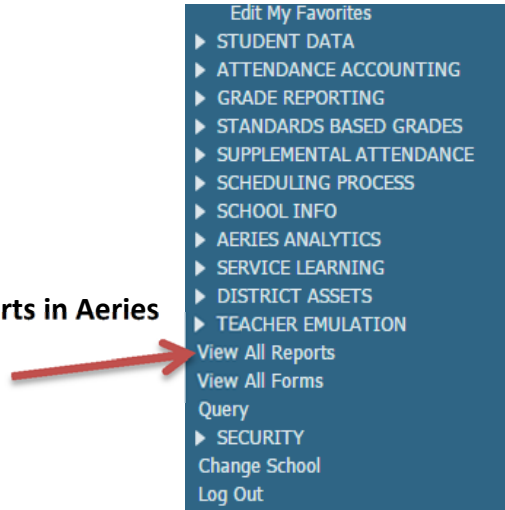 Edit My Favorites
STUDENT DATA
ATTENDANCE ACCOUNTING
GRADE REPORTING
STANDARDS BASED GRADES
SUPPLEMENTAL ATTENDANCE
SCHEDULING PROCESS
SCHOOL INFO
AERIES ANALYTICS
SERVICE LEARNING
DISTRICT ASSETS
rts in Aeries
TEACHER EMULATION
View All Reports
View All Forms
Query
SECURITY
Change School
Log Out